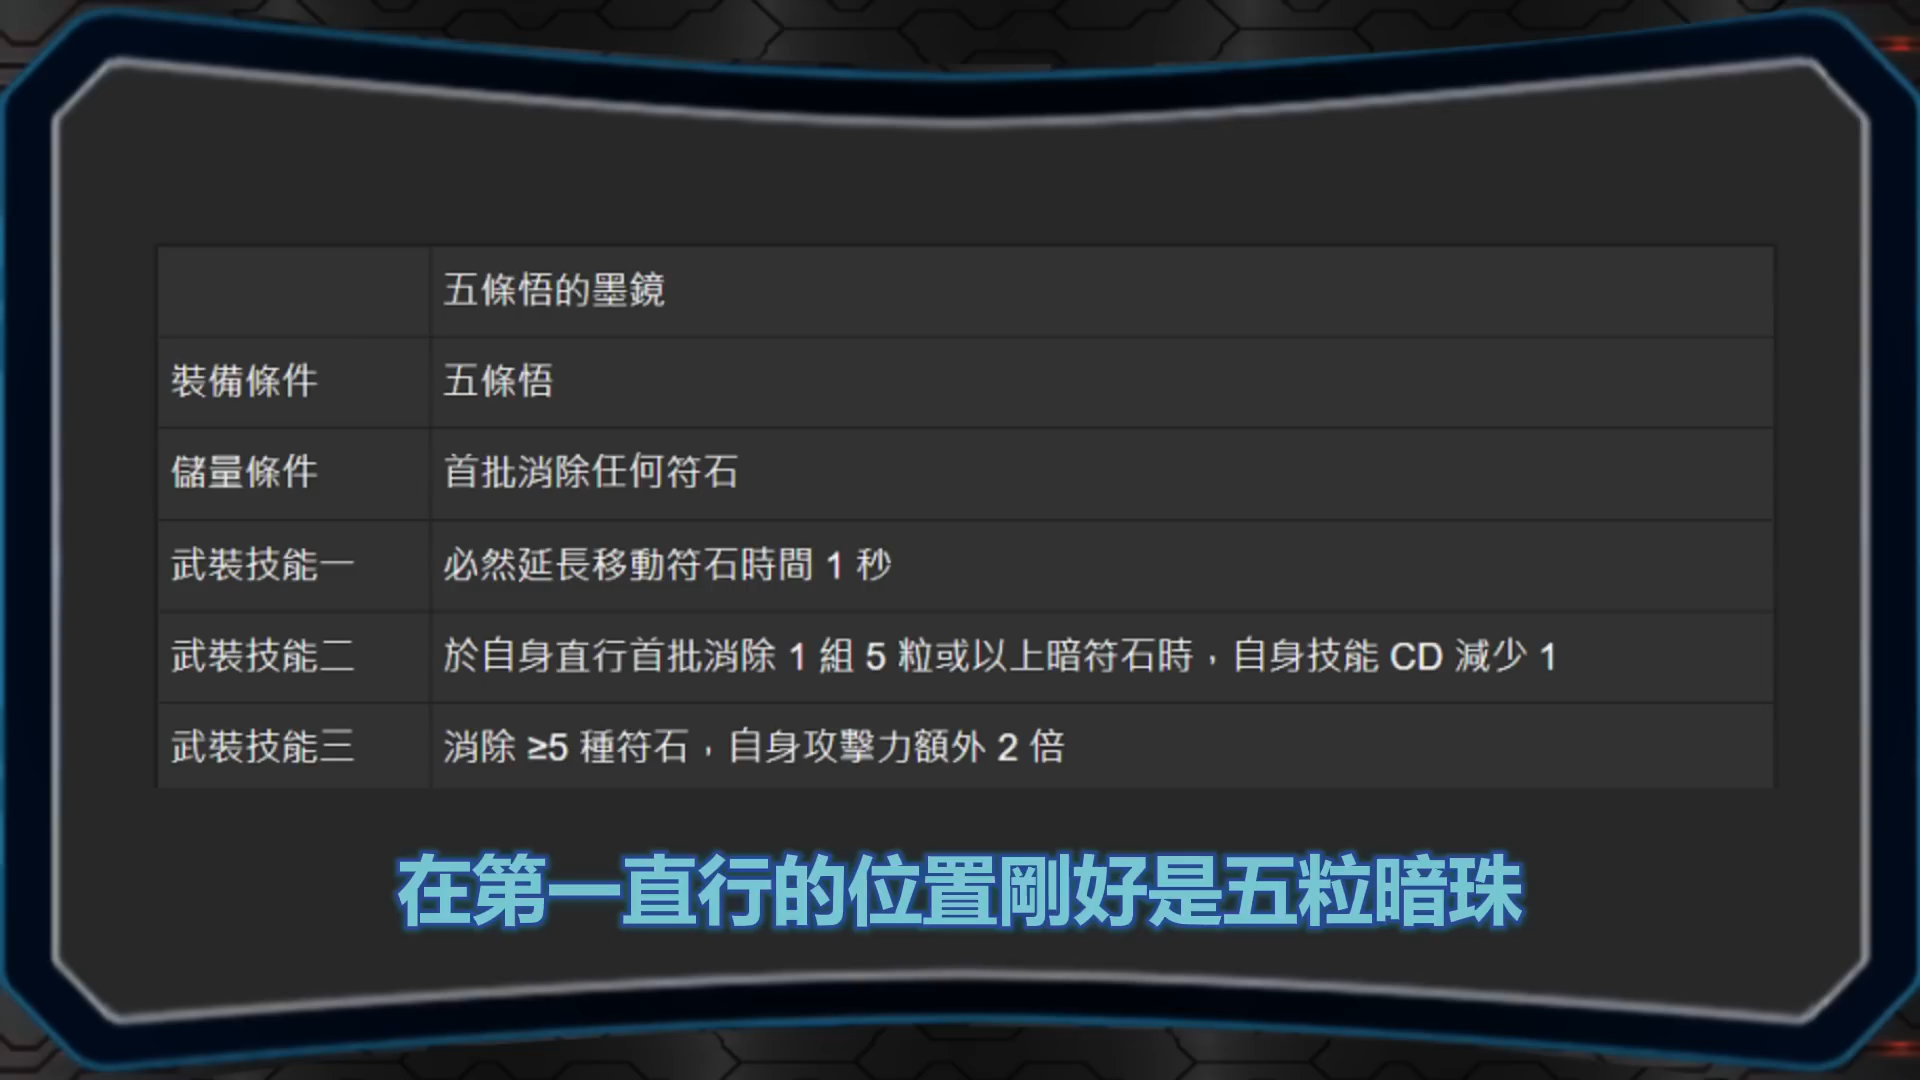 五條悟的墨鏡
裝備條件 五條悟
儲量條件 首批消除任何符石
武裝技能一 必然延長移動符石時間 1 秒
武裝技能二 於自身直行首批消除 1 組 5 粒或以上暗符石時，自身技能 CD 減少 1
武裝技能三 消除 ≥5 種符石，自身攻擊力額外 2 倍
在第一直行的位置剛好是五粒暗珠